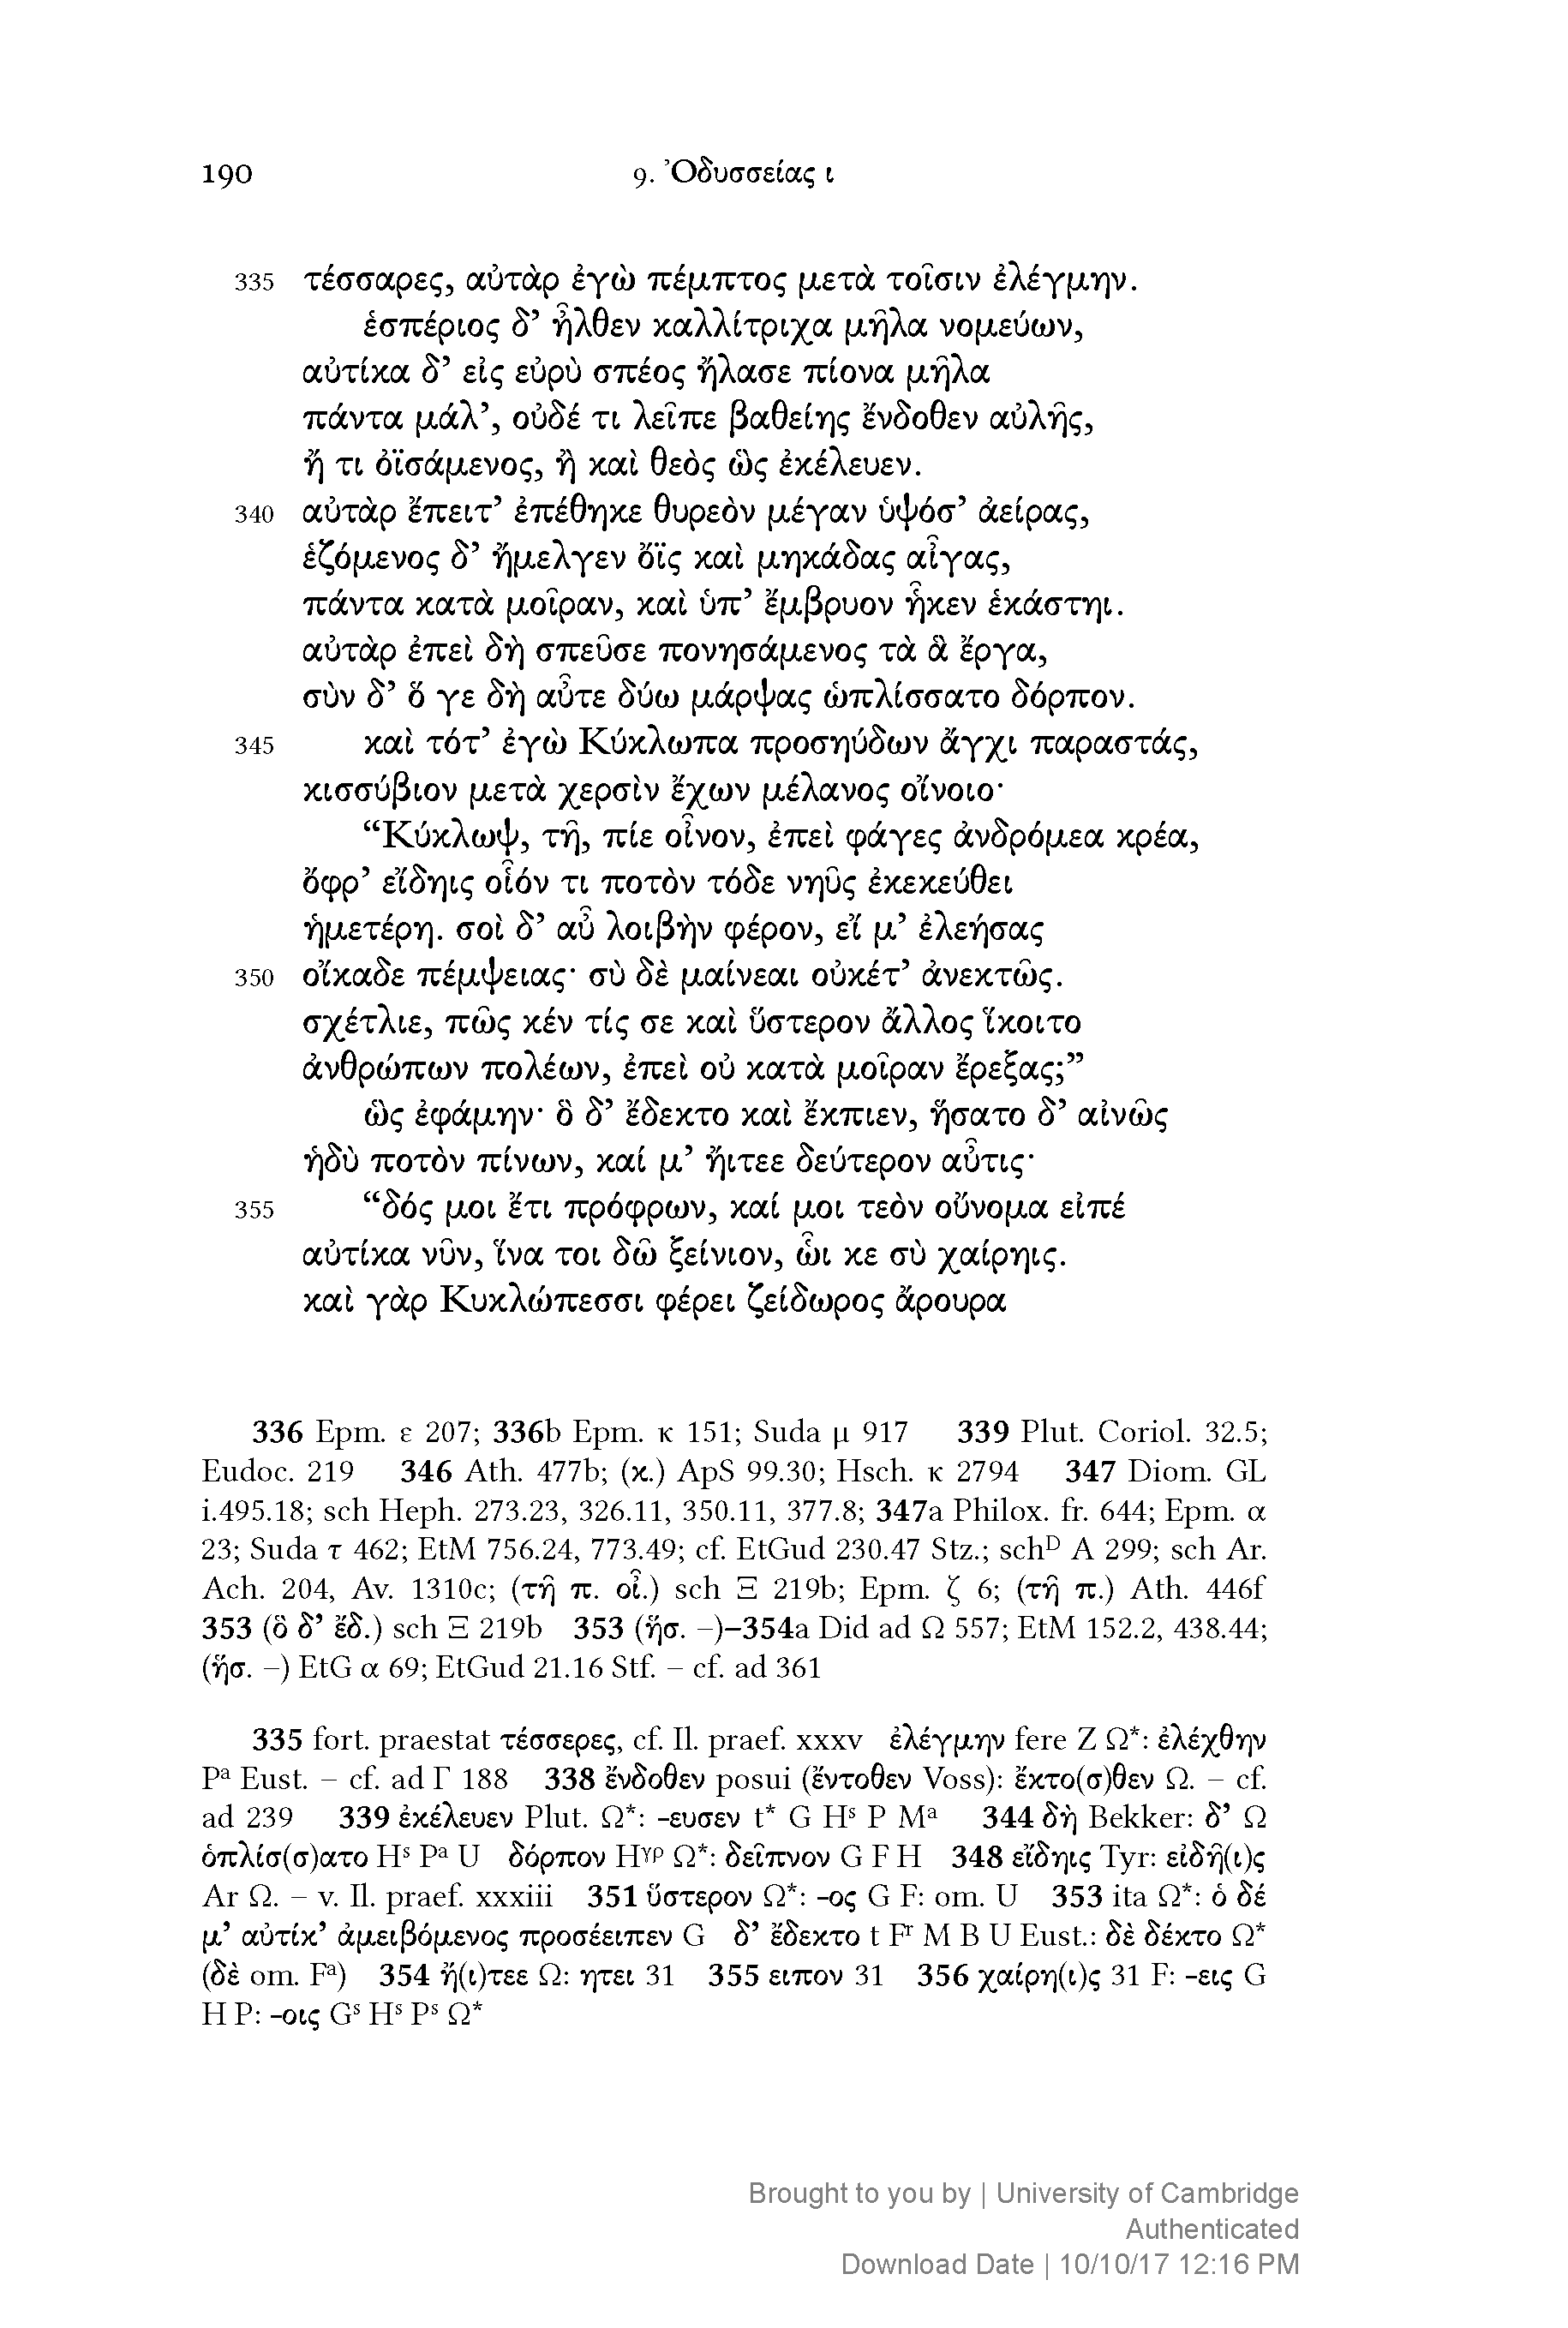 190 9. Ὀδυσσείας ι
335 τέσσαρες, αὐτὰρ ἐγὼ πέμπτος μετὰ τοῖσιν ἐλέγμην.
ἑσπέριος δ’ ἦλθεν καλλίτριχα μῆλα νομεύων,
αὐτίκα δ’ εἰς εὐρὺ σπέος ἤλασε πίονα μῆλα
πάντα μάλ’, οὐδέ τι λεῖπε βαθείης ἔνδοθεν αὐλῆς,
ἤ τι ὀϊσάμενος, ἢ καὶ θεὸς ὣς ἐκέλευεν.
340 αὐτὰρ ἔπειτ’ ἐπέθηκε θυρεὸν μέγαν ὑψόσ’ ἀείρας,
ἑζόμενος δ’ ἤμελγεν ὄϊς καὶ μηκάδας αἶγας,
πάντα κατὰ μοῖραν, καὶ ὑπ’ ἔμβρυον ἧκεν ἑκάστηι.
αὐτὰρ ἐπεὶ δὴ σπεῦσε πονησάμενος τὰ ἃ ἔργα,
σὺν δ’ ὅ γε δὴ αὖτε δύω μάρψας ὡπλίσσατο δόρπον.
345 καὶ τότ’ ἐγὼ Κύκλωπα προσηύδων ἄγχι παραστάς,
κισσύβιον μετὰ χερσὶν ἔχων μέλανος οἴνοιο·
“Κύκλωψ, τῆ, πίε οἶνον, ἐπεὶ φάγες ἀνδρόμεα κρέα,
ὄφρ’ εἴδηις οἷόν τι ποτὸν τόδε νηῦς ἐκεκεύθει
ἡμετέρη. σοὶ δ’ αὖ λοιβὴν φέρον, εἴ μ’ ἐλεήσας
350 οἴκαδε πέμψειας· σὺ δὲ μαίνεαι οὐκέτ’ ἀνεκτῶς.
σχέτλιε, πῶς κέν τίς σε καὶ ὕστερον ἄλλος ἵκοιτο
ἀνθρώπων πολέων, ἐπεὶ οὐ κατὰ μοῖραν ἔρεξας;”
ὣς ἐφάμην· ὃ δ’ ἔδεκτο καὶ ἔκπιεν, ἥσατο δ’ αἰνῶς
ἡδὺ ποτὸν πίνων, καί μ’ ἤιτεε δεύτερον αὖτις·
355 “δός μοι ἔτι πρόφρων, καί μοι τεὸν οὔνομα εἰπέ
αὐτίκα νῦν, ἵνα τοι δῶ ξείνιον, ὧι κε σὺ χαίρηις.
καὶ γὰρ Κυκλώπεσσι φέρει ζείδωρος ἄρουρα
336 Epm. ε 207; 336b Epm. κ 151; Suda μ 917 339 Plut. Coriol. 32.5;
Eudoc. 219 346 Ath. 477b; (κ.) ApS 99.30; Hsch. κ 2794 347 Diom. GL
i.495.18; sch Heph. 273.23, 326.11, 350.11, 377.8; 347a Philox. fr. 644; Epm. α
23; Suda τ 462; EtM 756.24, 773.49; cf. EtGud 230.47 Stz.; schᴰ A 299; sch Ar.
Ach. 204, Av. 1310c; (τῆ π. οἶ.) sch Ξ 219b; Epm. ζ 6; (τῆ π.) Ath. 446f
353 (ὃ δ’ ἔδ.) sch Ξ 219b 353 (ἥσ. –)–354a Did ad Ω 557; EtM 152.2, 438.44;
(ἥσ. –) EtG α 69; EtGud 21.16 Stf. – cf. ad 361
335 fort. praestat τέσσερες, cf. Il. praef. xxxv ἐλέγμην fere Z Ω*: ἐλέχθην
Pᵃ Eust. – cf. ad Γ 188 338 ἔνδοθεν posui (ἔντοθεν Voss): ἔκτο(σ)θεν Ω. – cf.
ad 239 339 ἐκέλευεν Plut. Ω*: -ευσεν t* G Hˢ P Mᵃ 344 δὴ Bekker: δ’ Ω
ὁπλίσ(σ)ατο Hˢ Pᵃ U δόρπον Hᵞᵖ Ω*: δεῖπνον G F H 348 εἴδηις Tyr: εἰδῆ(ι)ς
Ar Ω. – v. Il. praef. xxxiii 351 ὕστερον Ω*: -ος G F: om. U 353 ita Ω*: ὁ δέ
μ’ αὐτίκ’ ἀμειβόμενος προσέειπεν G δ’ ἔδεκτο t Fʳ M B U Eust.: δὲ δέκτο Ω*
(δὲ om. Fᵃ) 354 ἤ(ι)τεε Ω: ητει 31 355 ειπον 31 356 χαίρη(ι)ς 31 F: -εις G
H P: -οις Gˢ Hˢ Pˢ Ω*
Brought to you by | University of Cambridge
Authenticated
Download Date | 10/10/17 12:16 PM